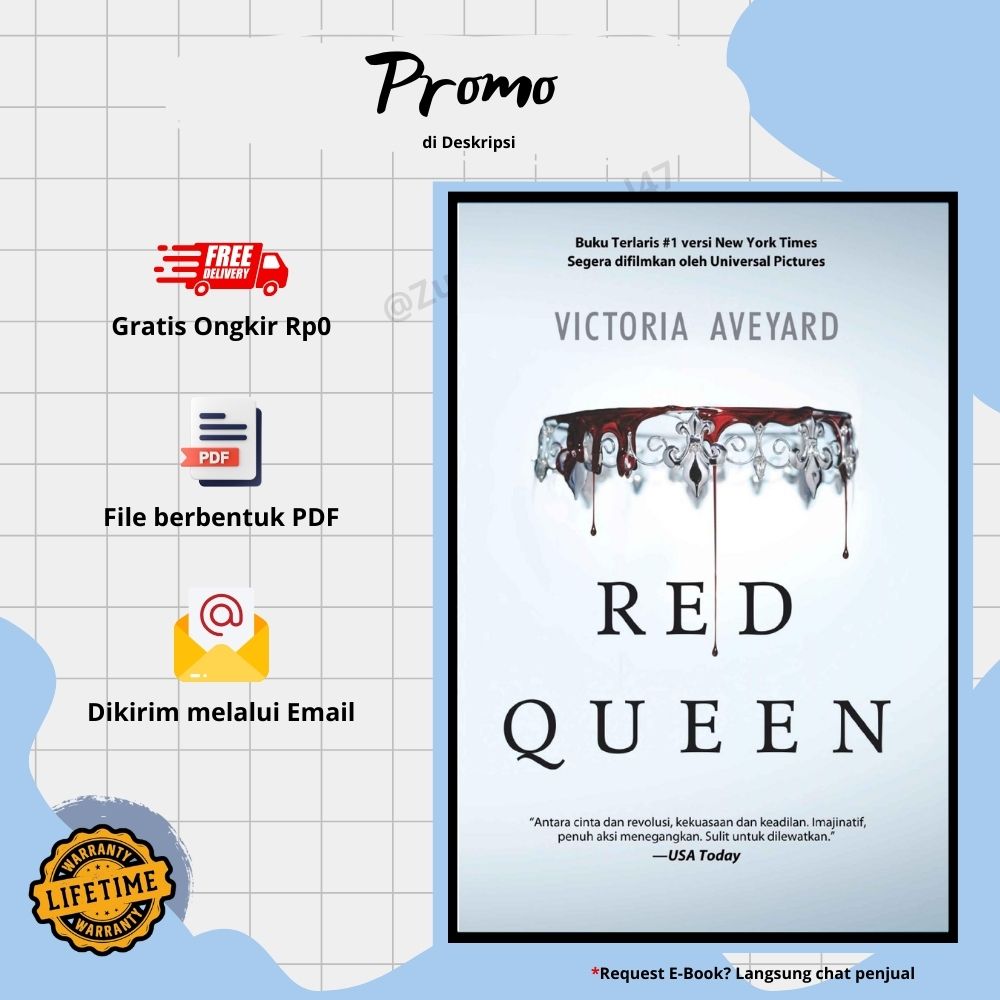 Promo
di Deskripsi
FREE
DELIVERY
Gratis Ongkir Rp0
PDF
File berbentuk PDF
@
Dikirim melalui Email
WARRANTY
LIFETIME
WARRANTY
Buku Terlaris #1 versi New York Times
Segera difilmkan oleh Universal Pictures
VICTORIA AVEYARD
RED
QUEEN
“Antara cinta dan revolusi, kekuasaan dan keadilan. Imajinatif,
penuh aksi menegangkan. Sulit untuk dilewatkan.”
—USA Today
*Request E-Book? Langsung chat penjual